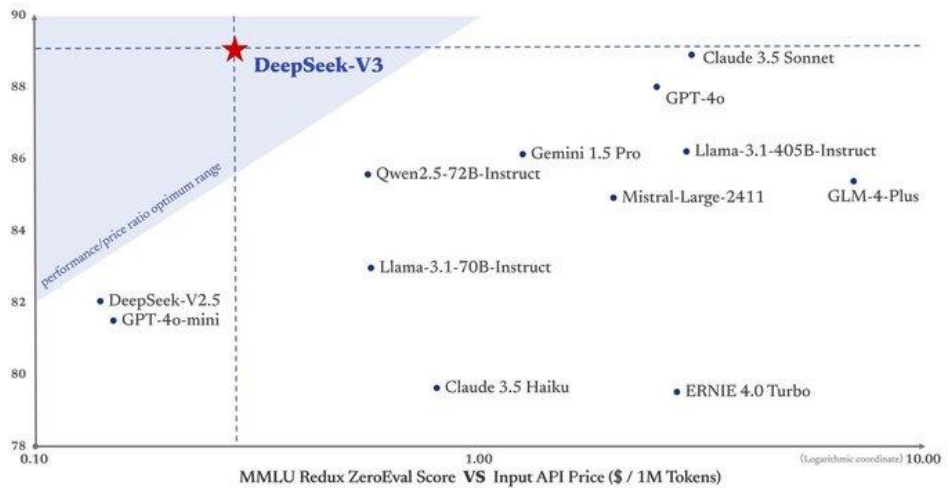 90
88
86
84
82
80
78
DeepSeek-V3
Claude 3.5 Sonnet
GPT-4o
Gemini 1.5 Pro
Llama-3.1-405B-Instruct
Qwen2.5-72B-Instruct
Mistral-Large-2411
GLM-4-Plus
performance/price ratio optimum range
Llama-3.1-70B-Instruct
DeepSeek-V2.5
GPT-4o-mini
Claude 3.5 Haiku
ERNIE 4.0 Turbo
0.10
1.00
(Logarithmic coordinate)
10.00
MMLU Redux ZeroEval Score VS Input API Price ($ / 1M Tokens)